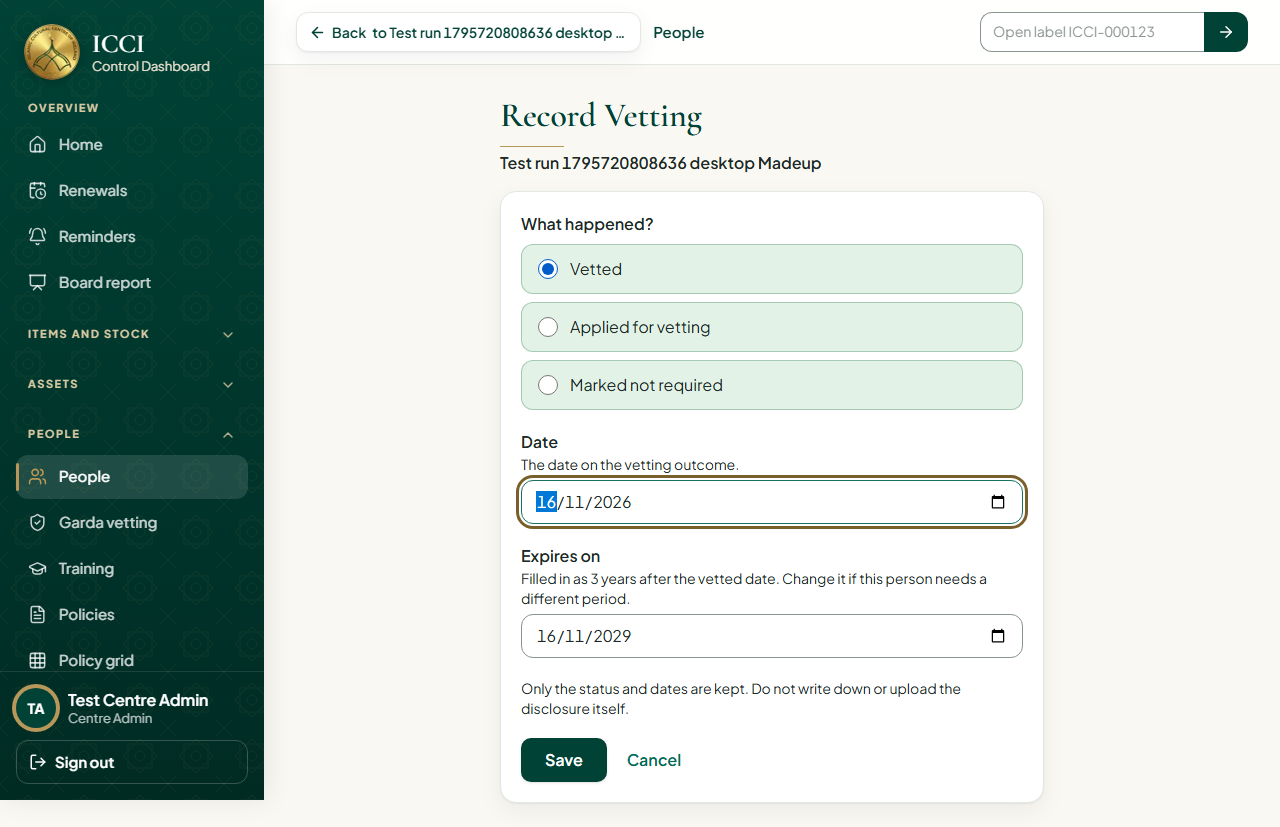 ICCI
Control Dashboard
OVERVIEW
Home
Renewals
Reminders
Board report
ITEMS AND STOCK
ASSETS
PEOPLE
People
Garda vetting
Training
Policies
Policy grid
TA
Test Centre Admin
Centre Admin
Sign out
Back to Test run 1795720808636 desktop ...
People
Open label ICCI-000123
Record Vetting
Test run 1795720808636 desktop Madeup
What happened?
Vetted
Applied for vetting
Marked not required
Date
The date on the vetting outcome.
16/11/2026
Expires on
Filled in as 3 years after the vetted date. Change it if this person needs a
different period.
16/11/2029
Only the status and dates are kept. Do not write down or upload the
disclosure itself.
Save
Cancel